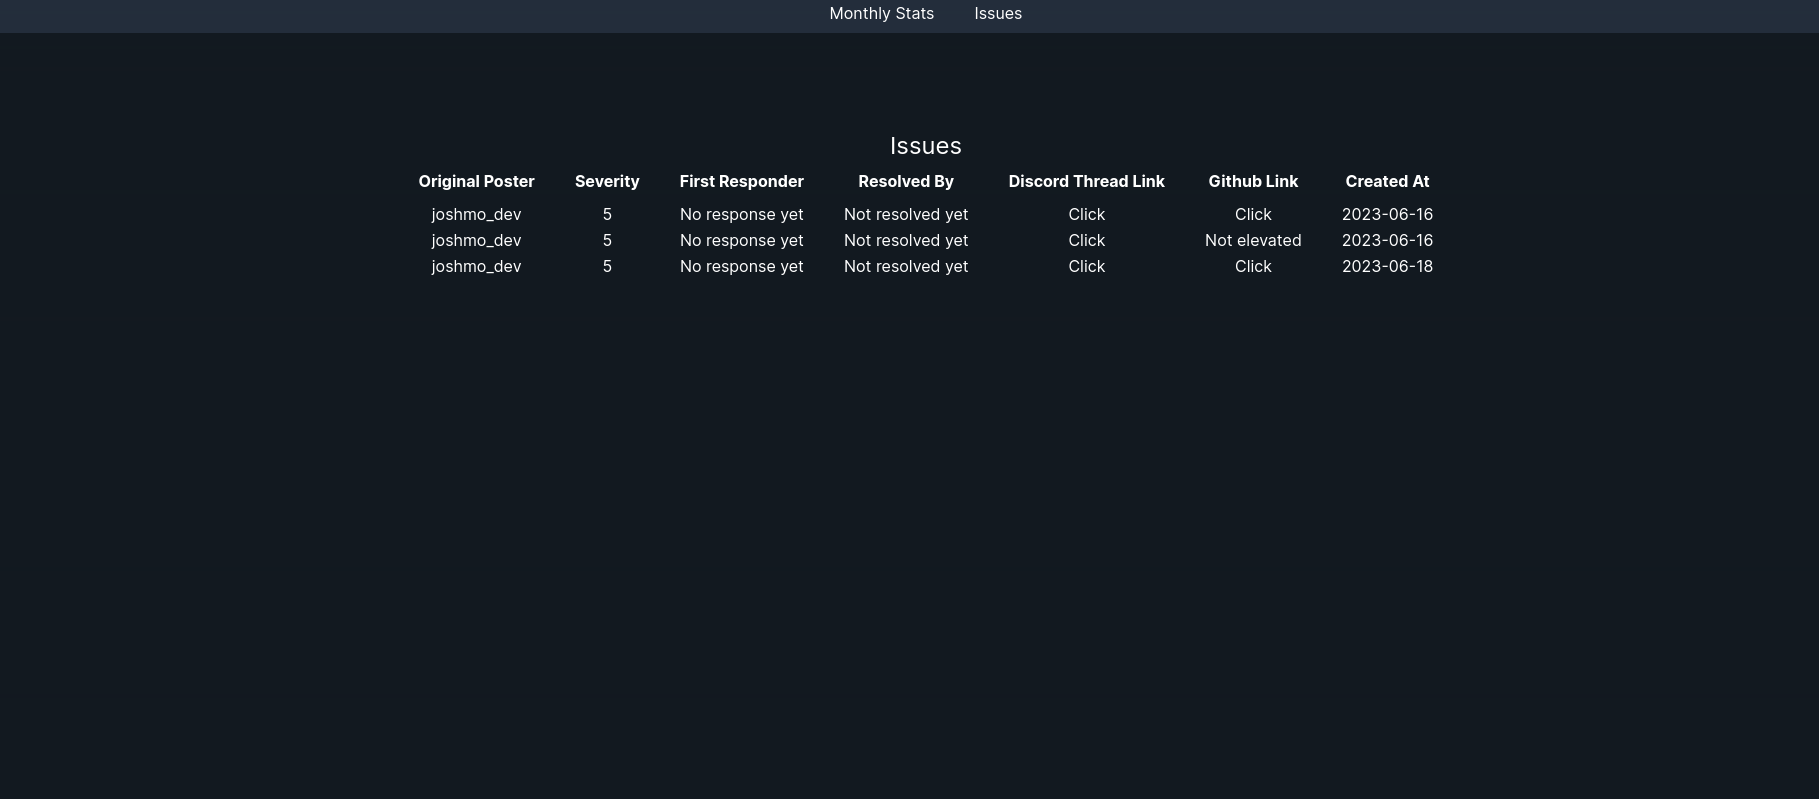 Monthly Stats Issues
Issues
Original Poster Severity First Responder Resolved By Discord Thread Link Github Link Created At
joshmo_dev 5 No response yet Not resolved yet Click Click 2023-06-16
joshmo_dev 5 No response yet Not resolved yet Click Not elevated 2023-06-16
joshmo_dev 5 No response yet Not resolved yet Click Click 2023-06-18